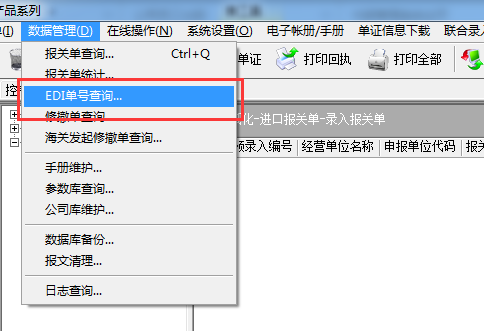 产品系列
数据管理(D) 在线操作(N) 系统设置(O) 电子帐册/手册 单证信息下载 联合录入
单证 打印回执 打印全部
报关单查询... Ctrl+Q
报关单统计...
EDI单号查询...
修撤单查询
海关发起修撤单查询...
手册维护...
参数库查询...
公司库维护...
数据库备份...
报文清理...
日志查询...
化-进口报关单-录入报关单
录入编号 经营单位名称 申报单位代码 报关